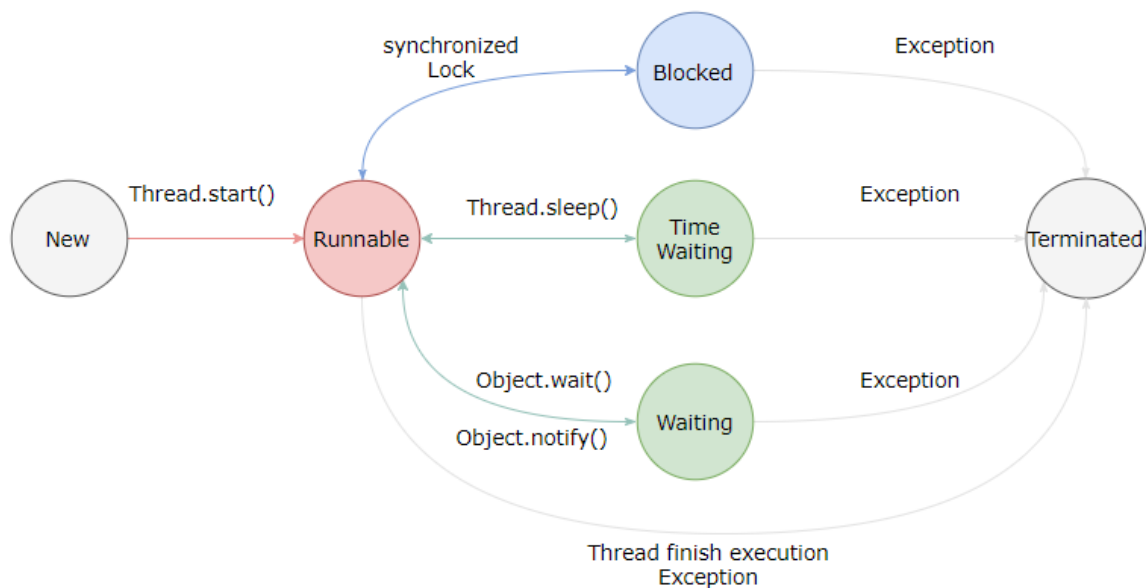 synchronized
Lock
Blocked
Exception
New
Thread.start()
Runnable
Thread.sleep()
Time
Waiting
Exception
Terminated
Object.wait()
Object.notify()
Waiting
Exception
Thread finish execution
Exception